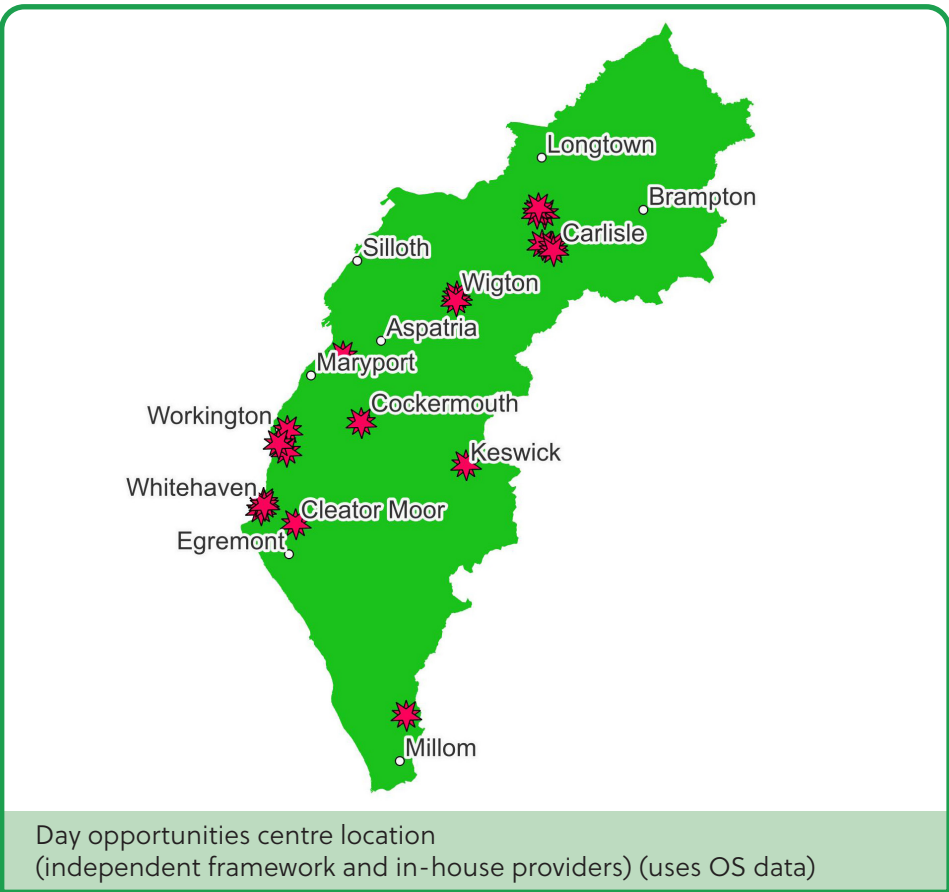 Longtown
Brampton
Carlisle
Silloth
Wigton
Aspatria
Maryport
Cockermouth
Workington
Keswick
Whitehaven
Cleator Moor
Egremont
Millom
Day opportunities centre location
(independent framework and in-house providers) (uses OS data)